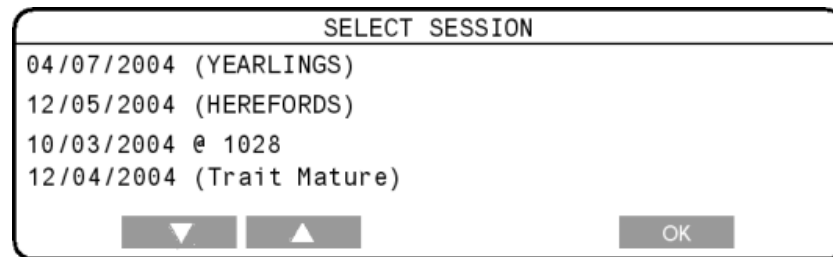 SELECT SESSION
04/07/2004 (YEARLINGS)
12/05/2004 (HEREFORDS)
10/03/2004 @ 1028
12/04/2004 (Trait Mature)
OK